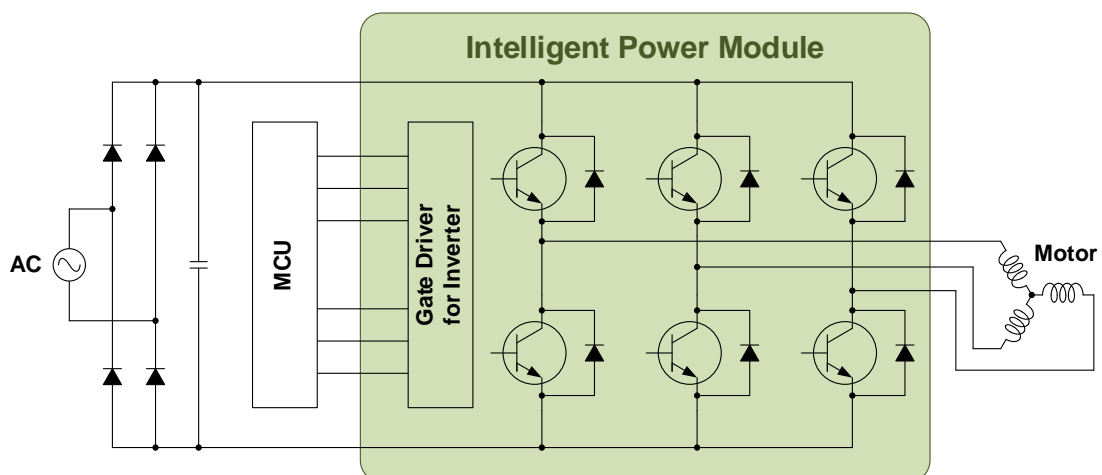 Intelligent Power Module
AC
MCU
Gate Driver
for Inverter
Motor